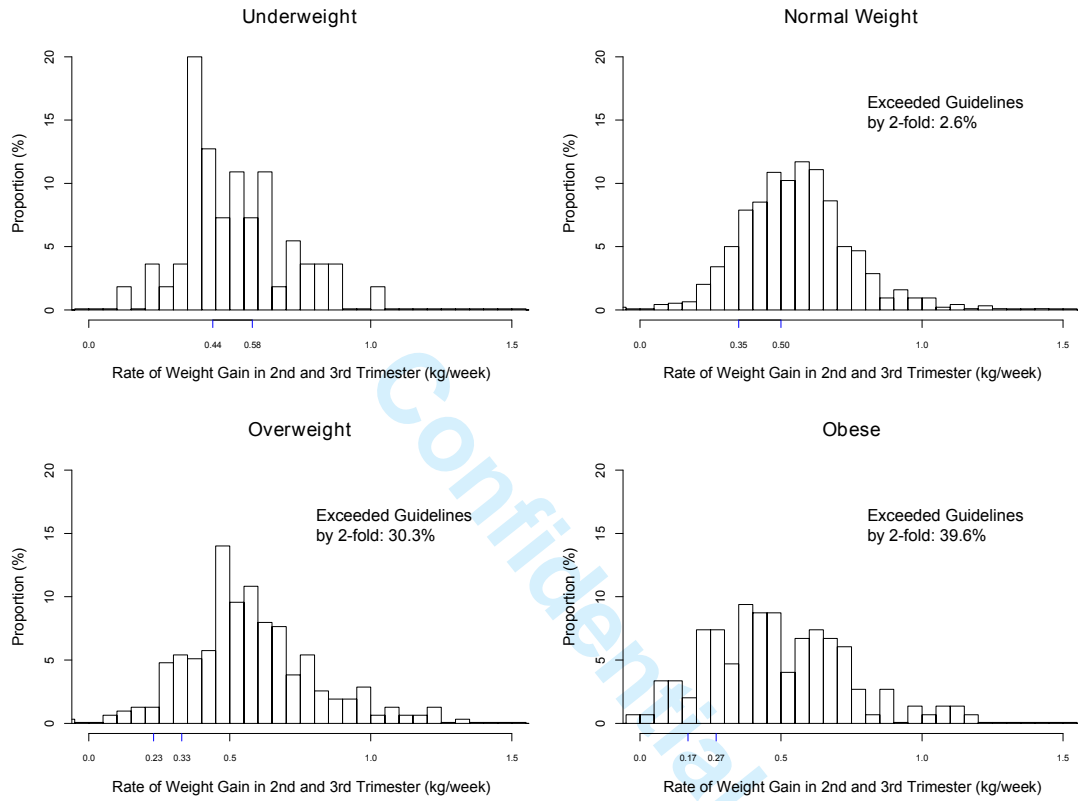 Underweight
20
15
10
5
0
Proportion (%)
0.0 0.44 0.58 1.0 1.5
Rate of Weight Gain in 2nd and 3rd Trimester (kg/week)
Normal Weight
20
15
10
5
0
Proportion (%)
Exceeded Guidelines
by 2-fold: 2.6%
0.0 0.35 0.50 1.0 1.5
Rate of Weight Gain in 2nd and 3rd Trimester (kg/week)
Overweight
20
15
10
5
0
Proportion (%)
Exceeded Guidelines
by 2-fold: 30.3%
0.0 0.23 0.33 0.5 1.0 1.5
Rate of Weight Gain in 2nd and 3rd Trimester (kg/week)
Obese
20
15
10
5
0
Proportion (%)
Exceeded Guidelines
by 2-fold: 39.6%
0.0 0.17 0.27 0.5 1.0 1.5
Rate of Weight Gain in 2nd and 3rd Trimester (kg/week)
Confidential